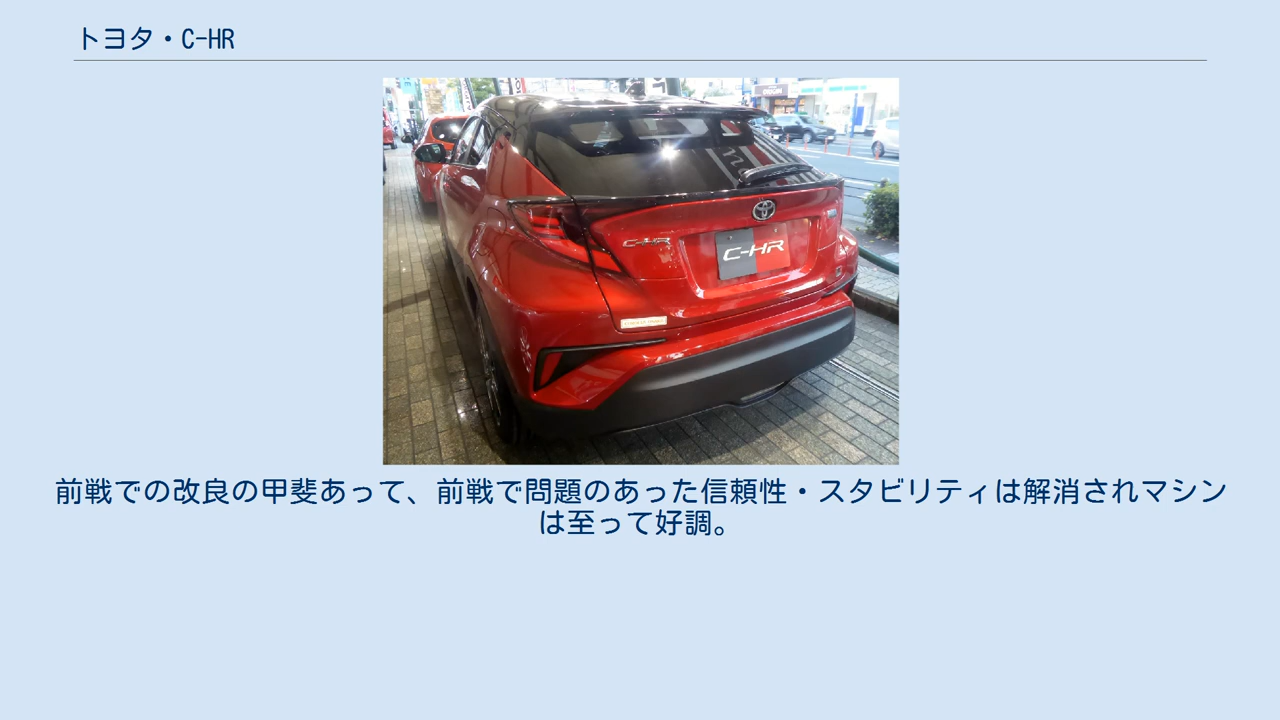 トヨタ・C-HR
C-HR
C-HR
前戦での改良の甲斐あって、前戦で問題のあった信頼性・スタビリティは解消されマシン
は至って好調。